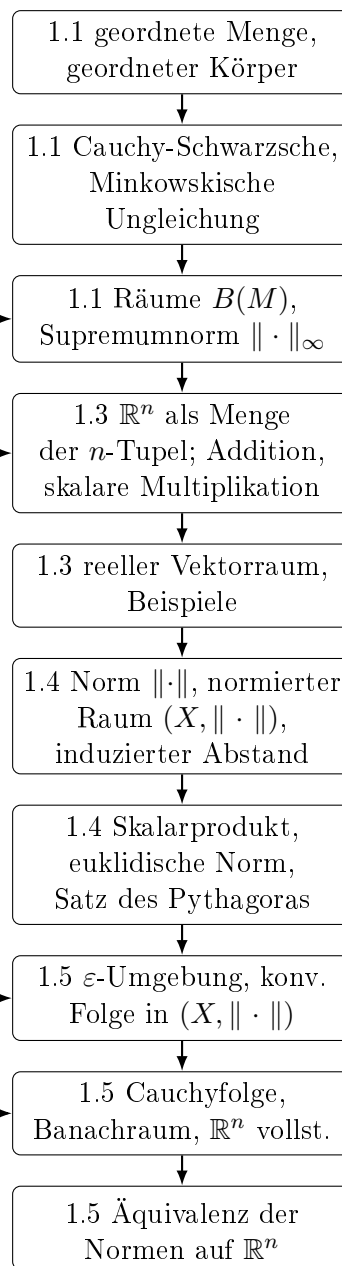 1.1 geordnete Menge,
geordneter Körper
1.1 Cauchy-Schwarzsche,
Minkowskische
Ungleichung
1.1 Räume B(M),
Supremumnorm ‖ · ‖∞
1.3 ℝⁿ als Menge
der n-Tupel; Addition,
skalare Multiplikation
1.3 reeller Vektorraum,
Beispiele
1.4 Norm ‖·‖, normierter
Raum (X, ‖ · ‖),
induzierter Abstand
1.4 Skalarprodukt,
euklidische Norm,
Satz des Pythagoras
1.5 ε-Umgebung, konv.
Folge in (X, ‖ · ‖)
1.5 Cauchyfolge,
Banachraum, ℝⁿ vollst.
1.5 Äquivalenz der
Normen auf ℝⁿ